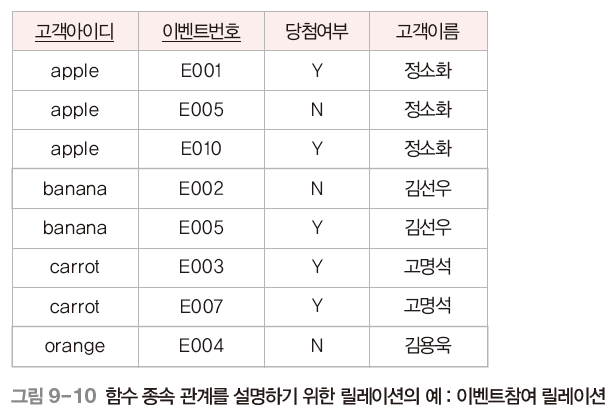 고객아이디 이벤트번호 당첨여부 고객이름
apple E001 Y 정소화
apple E005 N 정소화
apple E010 Y 정소화
banana E002 N 김선우
banana E005 Y 김선우
carrot E003 Y 고명석
carrot E007 Y 고명석
orange E004 N 김용욱
그림 9-10 함수 종속 관계를 설명하기 위한 릴레이션의 예 : 이벤트참여 릴레이션